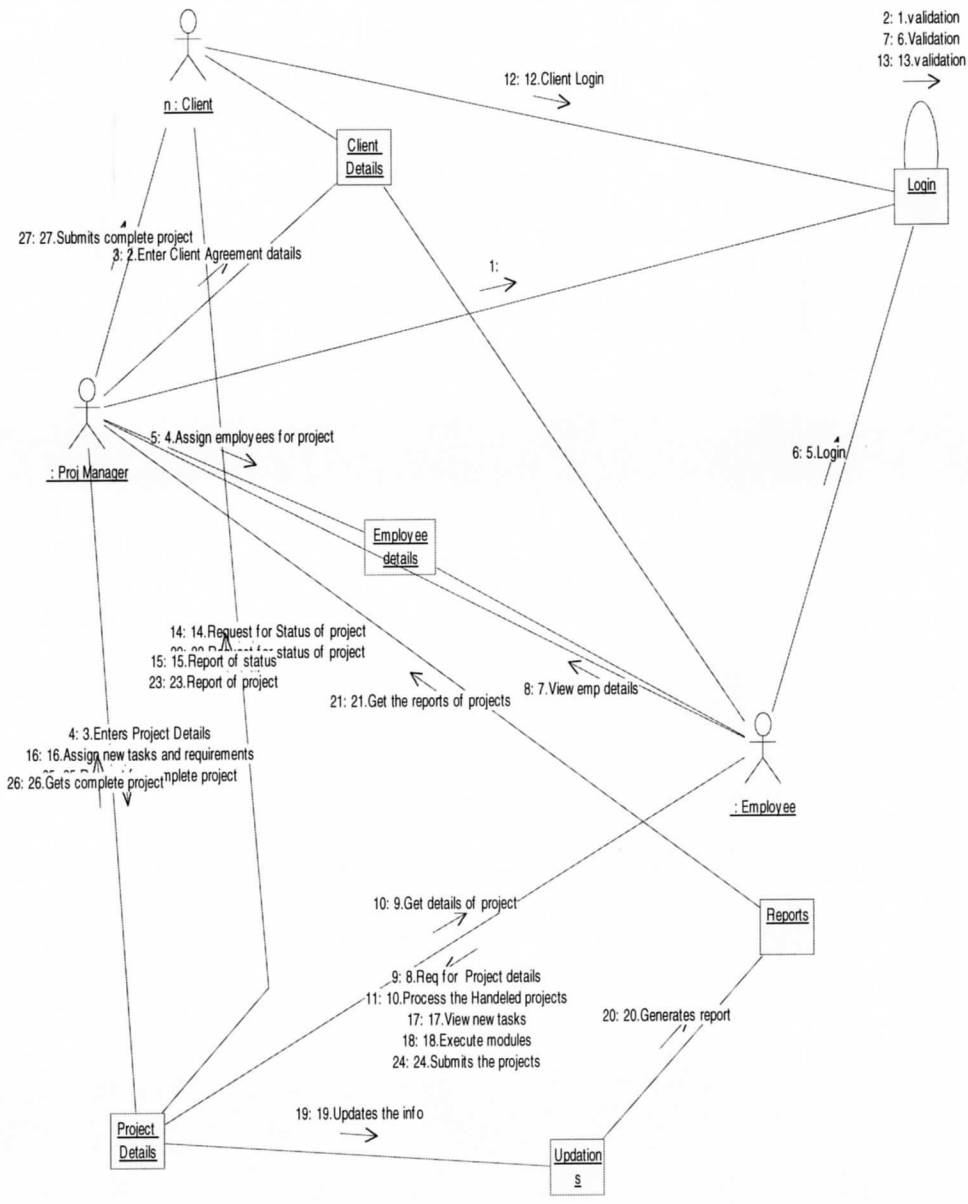 2: 1.validation
7: 6.Validation
13: 13.validation
12: 12.Client Login
n : Client
Client
Details
Login
27: 27.Submits complete project
3: 2.Enter Client Agreement datails
1:
5: 4.Assign employees for project
6: 5.Login
: Proj Manager
Employee
details
14: 14.Request for Status of project
status of project
15: 15.Report of status
23: 23.Report of project
8: 7.View emp details
21: 21.Get the reports of projects
4: 3.Enters Project Details
16: 16.Assign new tasks and requirements
project
26: 26.Gets complete project
: Employee
10: 9.Get details of project
Reports
9: 8.Req for Project details
11: 10.Process the Handeled projects
17: 17.View new tasks
18: 18.Execute modules
24: 24.Submits the projects
20: 20.Generates report
19: 19.Updates the info
Project
Details
Updation
s